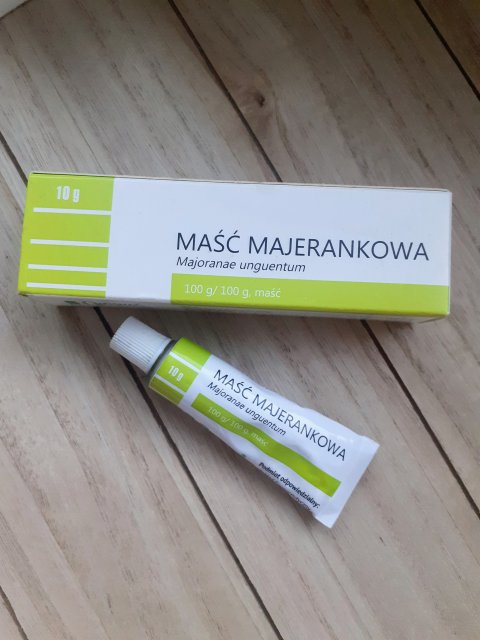 10 g
MAŚĆ MAJERANKOWA
Majoranae unguentum
100 g/ 100 g, maść
10 g
MAŚĆ MAJERANKOWA
Majoranae unguentum
100 g/ 100 g, maść
Podmiot odpowiedzialny: